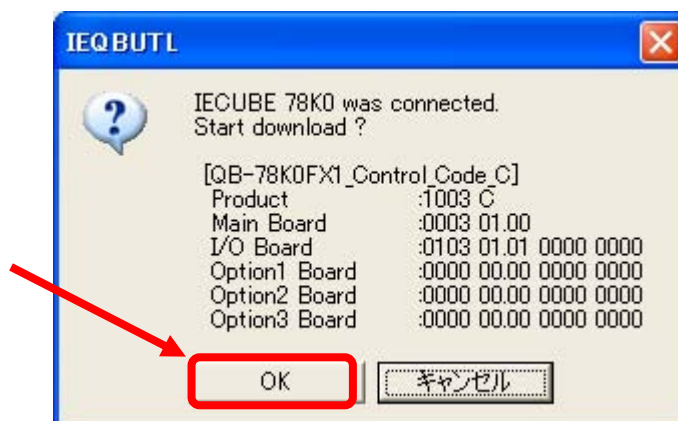 IEQBUTL
?
IECUBE 78K0 was connected.
Start download ?
[QB-78K0FX1_Control_Code_C]
Product :1003 C
Main Board :0003 01.00
I/O Board :0103 01.01 0000 0000
Option1 Board :0000 00.00 0000 0000
Option2 Board :0000 00.00 0000 0000
Option3 Board :0000 00.00 0000 0000
OK キャンセル